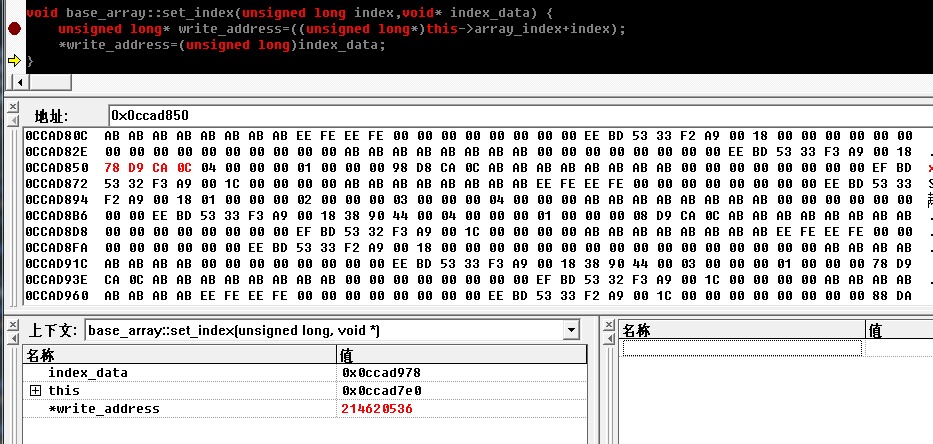 void base_array::set_index(unsigned long index,void* index_data) {
unsigned long* write_address=((unsigned long*)this->array_index+index);
*write_address=(unsigned long)index_data;
}
地址: 0x0ccad850
0CCAD80C AB AB AB AB AB AB AB AB EE FE EE FE 00 00 00 00 00 00 00 00 EE BD 53 33 F2 A9 00 18 00 00 00 00 00 00
0CCAD82E 00 00 00 00 00 00 00 00 00 00 AB AB AB AB AB AB AB AB 00 00 00 00 00 00 00 00 EE BD 53 33 F3 A9 00 18 .
0CCAD850 78 D9 CA 0C 04 00 00 00 01 00 00 00 98 D8 CA 0C AB AB AB AB AB AB AB AB 00 00 00 00 00 00 00 00 EF BD x
0CCAD872 53 32 F3 A9 00 1C 00 00 00 00 AB AB AB AB AB AB AB AB EE FE EE FE 00 00 00 00 00 00 00 00 EE BD 53 33 S
0CCAD894 F2 A9 00 18 01 00 00 00 02 00 00 00 03 00 00 00 04 00 00 00 AB AB AB AB AB AB AB AB 00 00 00 00 00 00
0CCAD8B6 00 00 EE BD 53 33 F3 A9 00 18 38 90 44 00 04 00 00 00 01 00 00 00 08 D9 CA 0C AB AB AB AB AB AB AB AB .
0CCAD8D8 00 00 00 00 00 00 00 00 EF BD 53 32 F3 A9 00 1C 00 00 00 00 AB AB AB AB AB AB AB AB EE FE EE FE 00 00 .
0CCAD8FA 00 00 00 00 00 00 EE BD 53 33 F2 A9 00 18 00 00 00 00 00 00 00 00 00 00 00 00 00 00 00 00 AB AB AB AB .
0CCAD91C AB AB AB AB 00 00 00 00 00 00 00 00 EE BD 53 33 F3 A9 00 18 38 90 44 00 03 00 00 00 01 00 00 00 78 D9
0CCAD93E CA 0C AB AB AB AB AB AB AB AB 00 00 00 00 00 00 00 00 EF BD 53 32 F3 A9 00 1C 00 00 00 00 AB AB AB AB .
0CCAD960 AB AB AB AB EE FE EE FE 00 00 00 00 00 00 00 00 EE BD 53 33 F2 A9 00 1C 00 00 00 00 00 00 00 00 88 DA
上下文: base_array::set_index(unsigned long, void *)
名称 值
index_data 0x0ccad978
this 0x0ccad7e0
*write_address 214620536
名称 值